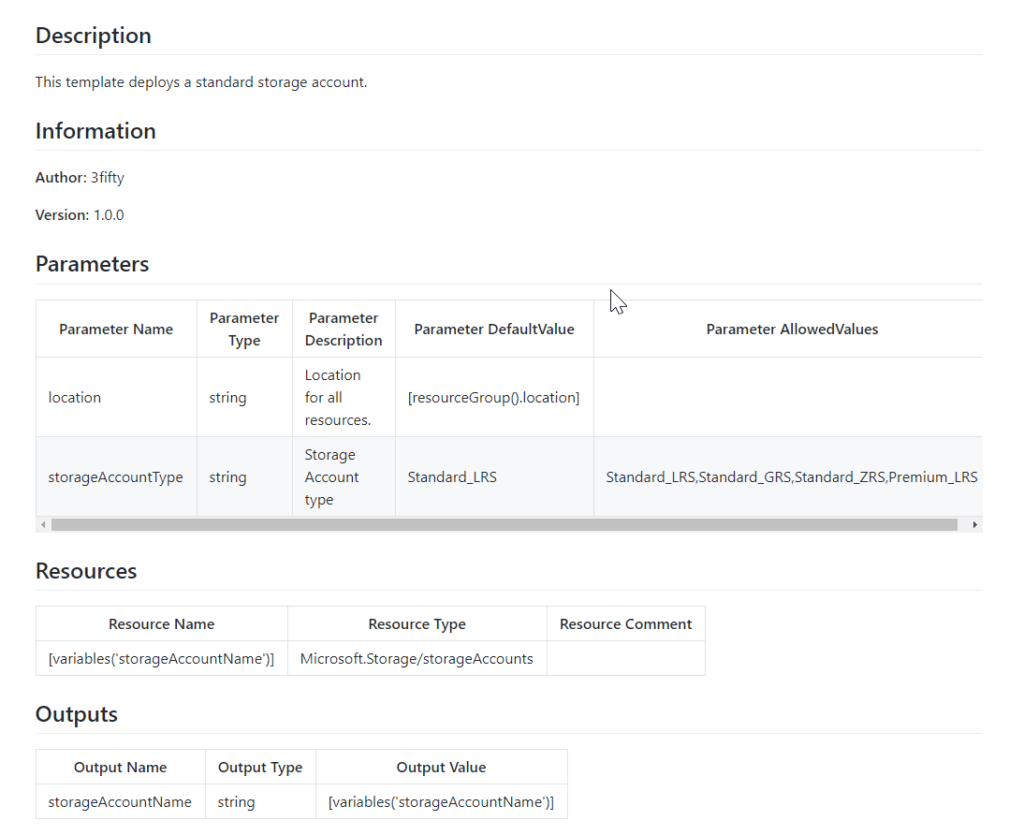 Description
This template deploys a standard storage account.
Information
Author: 3fifty
Version: 1.0.0
Parameters
Parameter Name Parameter Type Parameter Description Parameter DefaultValue Parameter AllowedValues
location string Location for all resources. [resourceGroup().location]
storageAccountType string Storage Account type Standard_LRS Standard_LRS,Standard_GRS,Standard_ZRS,Premium_LRS
Resources
Resource Name Resource Type Resource Comment
[variables('storageAccountName')] Microsoft.Storage/storageAccounts
Outputs
Output Name Output Type Output Value
storageAccountName string [variables('storageAccountName')]